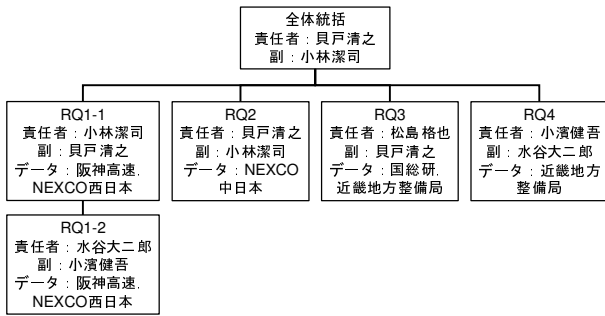 全体統括
責任者：貝戸清之
副：小林潔司
RQ1-1
責任者：小林潔司
副：貝戸清之
データ：阪神高速,
NEXCO西日本
RQ2
責任者：貝戸清之
副：小林潔司
データ：NEXCO
中日本
RQ3
責任者：松島格也
副：貝戸清之
データ：国総研,
近畿地方整備局
RQ4
責任者：小濱健吾
副：水谷大二郎
データ：近畿地方
整備局
RQ1-2
責任者：水谷大二郎
副：小濱健吾
データ：阪神高速,
NEXCO西日本